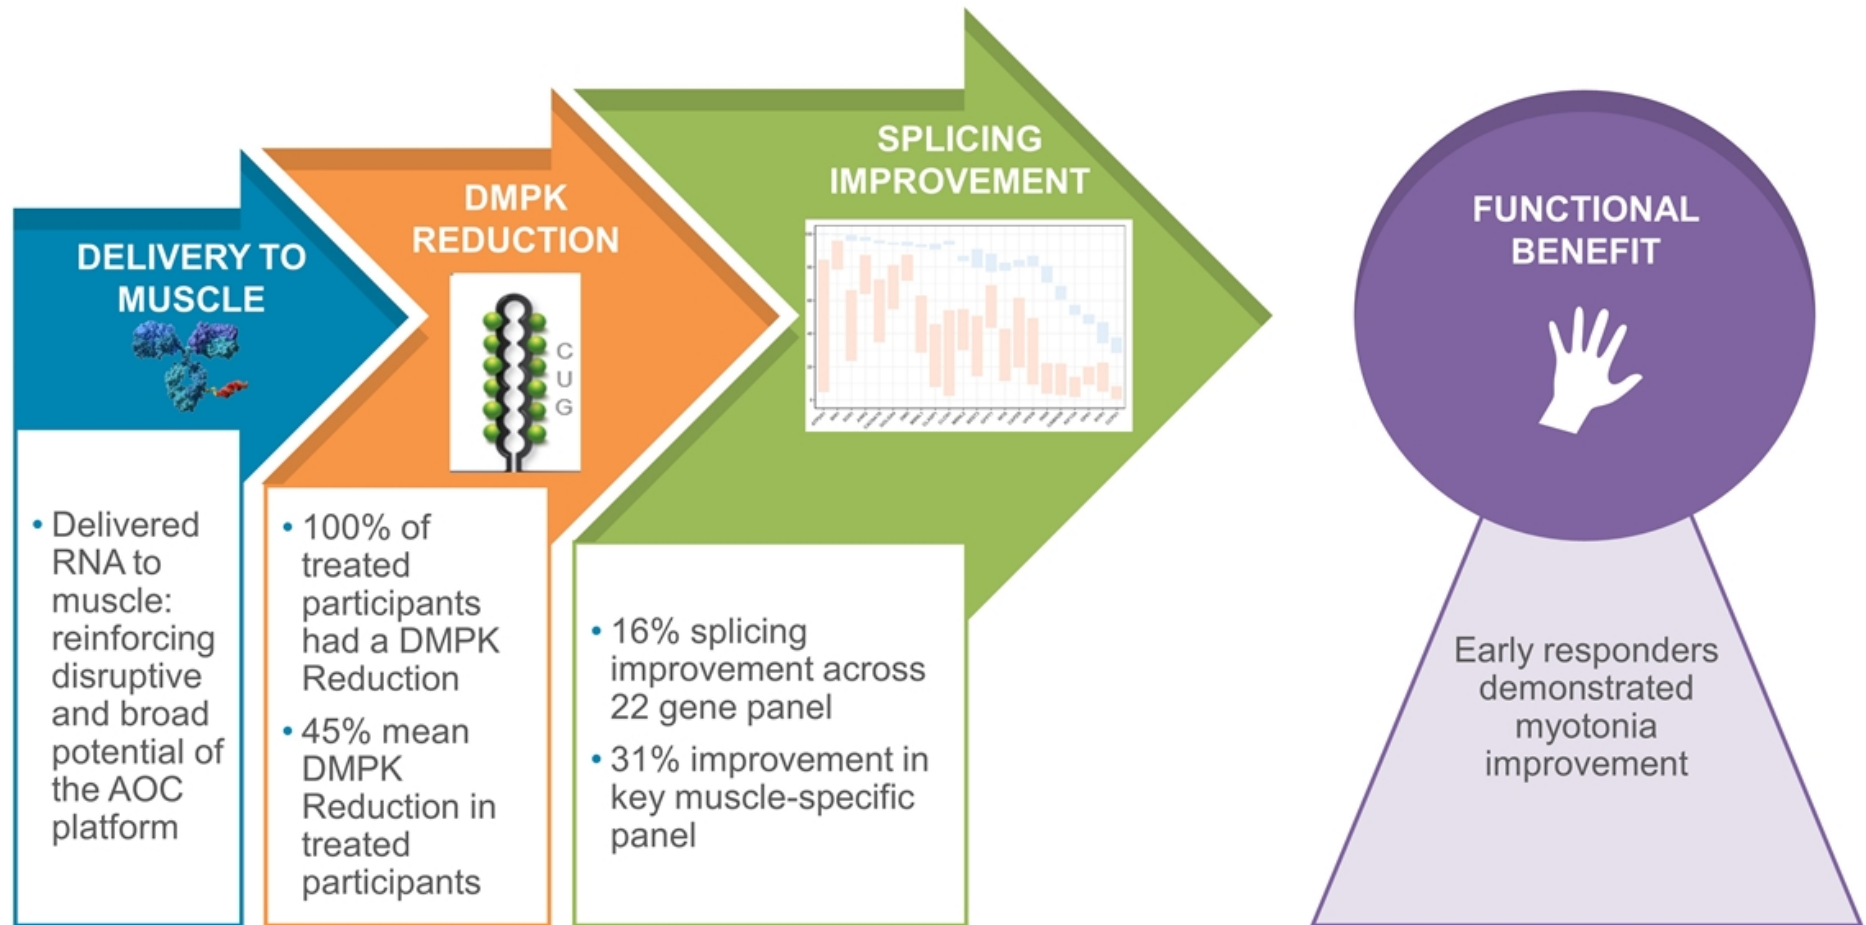 DELIVERY TO
MUSCLE
• Delivered
RNA to
muscle:
reinforcing
disruptive
and broad
potential of
the AOC
platform
DMPK
REDUCTION
C
U
G
• 100% of
treated
participants
had a DMPK
Reduction
• 45% mean
DMPK
Reduction in
treated
participants
SPLICING
IMPROVEMENT
• 16% splicing
improvement across
22 gene panel
• 31% improvement in
key muscle-specific
panel
FUNCTIONAL
BENEFIT
Early responders
demonstrated
myotonia
improvement